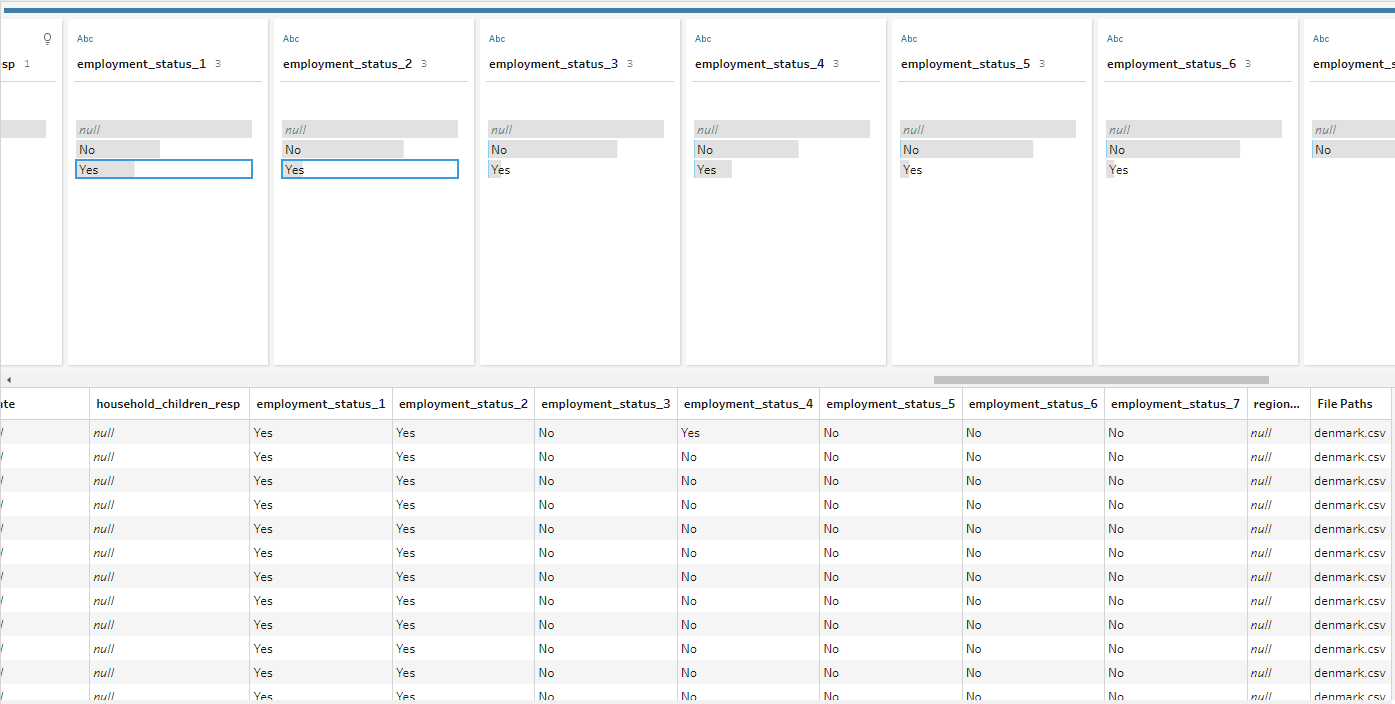 Abc Abc Abc Abc Abc Abc Abc
sp 1 employment_status_1 3 employment_status_2 3 employment_status_3 3 employment_status_4 3 employment_status_5 3 employment_status_6 3 employment_s
null null null null null null null
No No No No No No No
Yes Yes Yes Yes Yes Yes
ate household_children_resp employment_status_1 employment_status_2 employment_status_3 employment_status_4 employment_status_5 employment_status_6 employment_status_7 region... File Paths
null Yes Yes No Yes No No No null denmark.csv
null Yes Yes No No No No No null denmark.csv
null Yes Yes No No No No No null denmark.csv
null Yes Yes No No No No No null denmark.csv
null Yes Yes No No No No No null denmark.csv
null Yes Yes No No No No No null denmark.csv
null Yes Yes No No No No No null denmark.csv
null Yes Yes No No No No No null denmark.csv
null Yes Yes No No No No No null denmark.csv
null Yes Yes No No No No No null denmark.csv
null Yes Yes No No No No No null denmark.csv
null Yes Yes No No No No No null denmark.csv